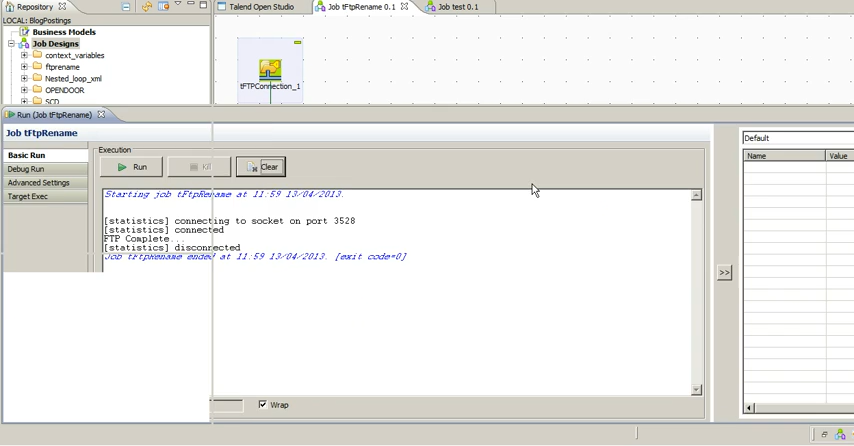 Repository
Talend Open Studio
Job tFtpRename 0.1
Job test 0.1
LOCAL: BlogPostings
Business Models
Job Designs
context_variables
ftprename
Nested_loop_xml
OPENDOOR
SCD
tFTPConnection_1
Run (Job tFtpRename)
Job tFtpRename
Default
Basic Run
Debug Run
Advanced Settings
Target Exec
Execution
Run
Kill
Clear
Name
Value
Starting job tFtpRename at 11:59 13/04/2013.
[statistics] connecting to socket on port 3528
[statistics] connected
FTP Complete...
[statistics] disconnected
Job tFtpRename ended at 11:59 13/04/2013. [exit code=0]
>>
Wrap